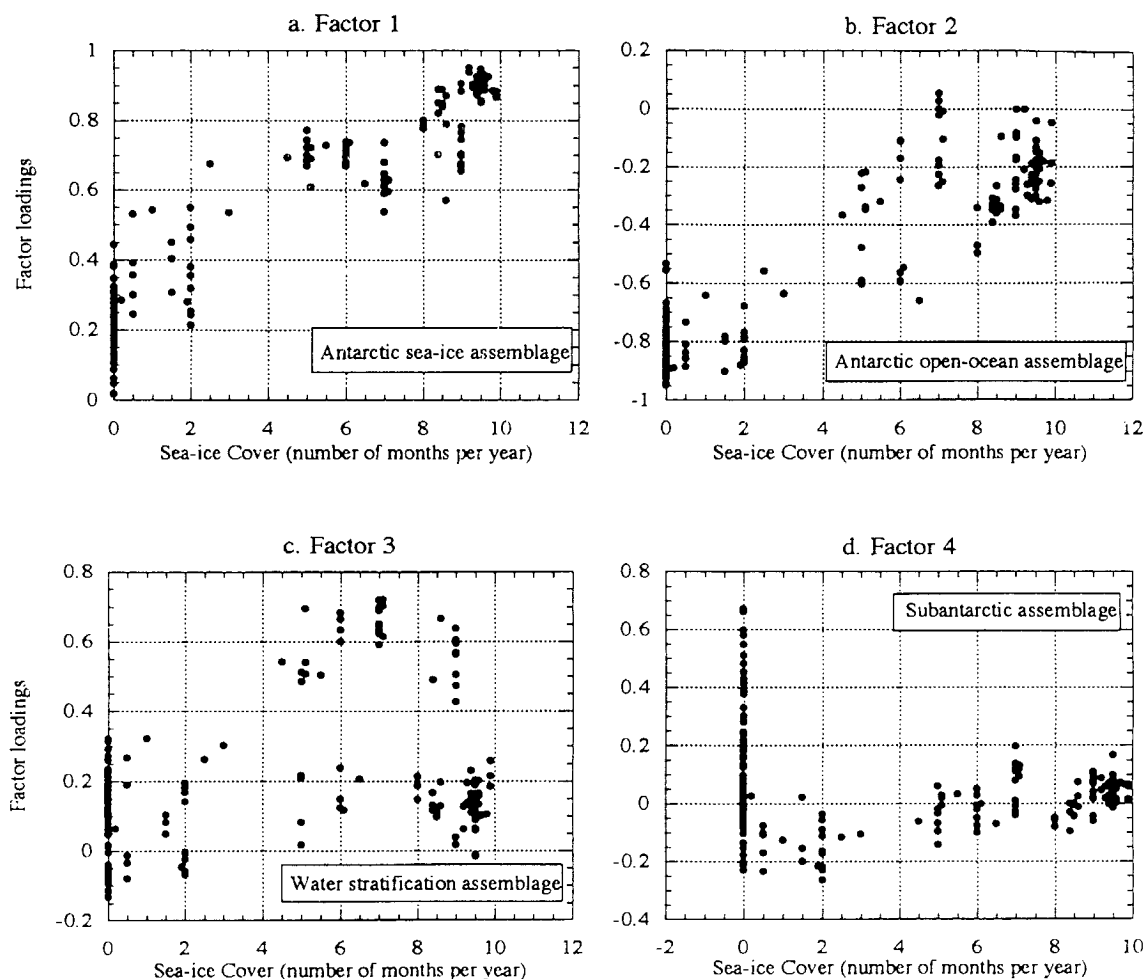 a. Factor 1
b. Factor 2
1
0.8
0.6
0.4
0.2
0
Factor loadings
Antarctic sea-ice assemblage
0 2 4 6 8 10 12
Sea-ice Cover (number of months per year)
0.2
0
-0.2
-0.4
-0.6
-0.8
-1
Antarctic open-ocean assemblage
0 2 4 6 8 10 12
Sea-ice Cover (number of months per year)
c. Factor 3
d. Factor 4
0.8
0.6
0.4
0.2
0
-0.2
Factor loadings
Water stratification assemblage
0 2 4 6 8 10 12
Sea-ice Cover (number of months per year)
0.8
0.6
0.4
0.2
0
-0.2
-0.4
Subantarctic assemblage
-2 0 2 4 6 8 10
Sea-ice Cover (number of months per year)